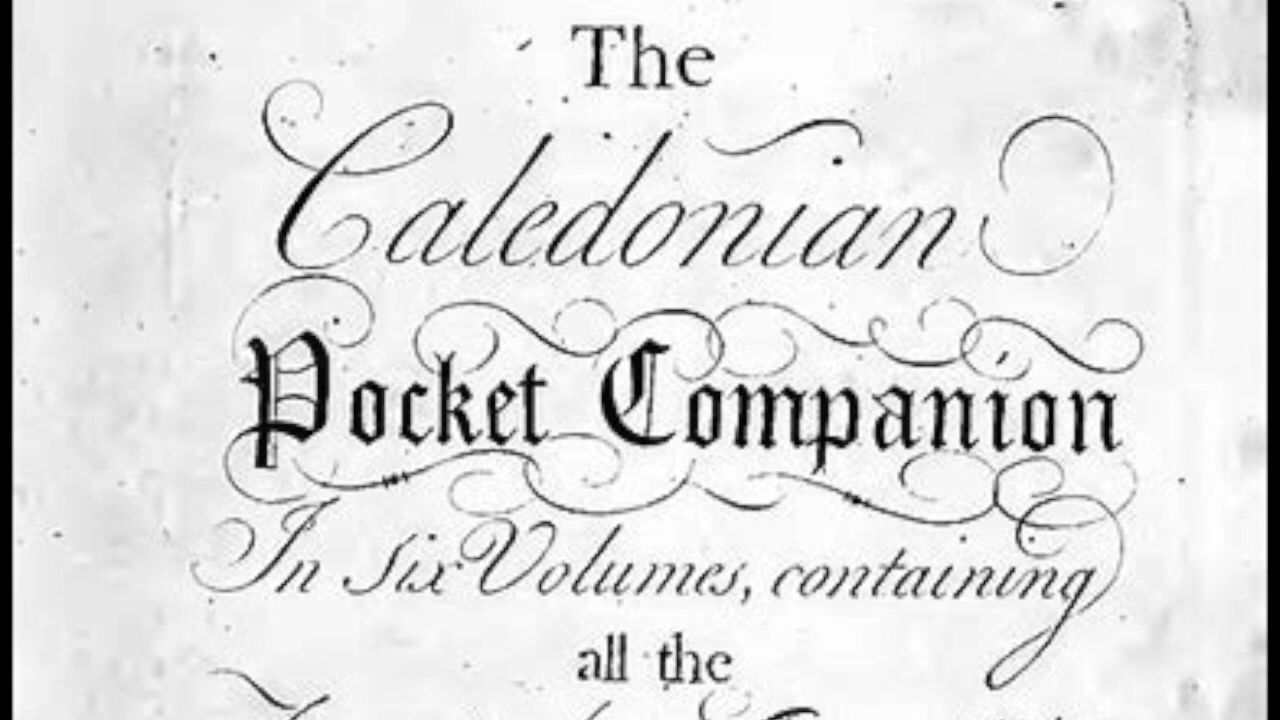 The
Caledonian
Pocket Companion
In Six Volumes, containing
all the